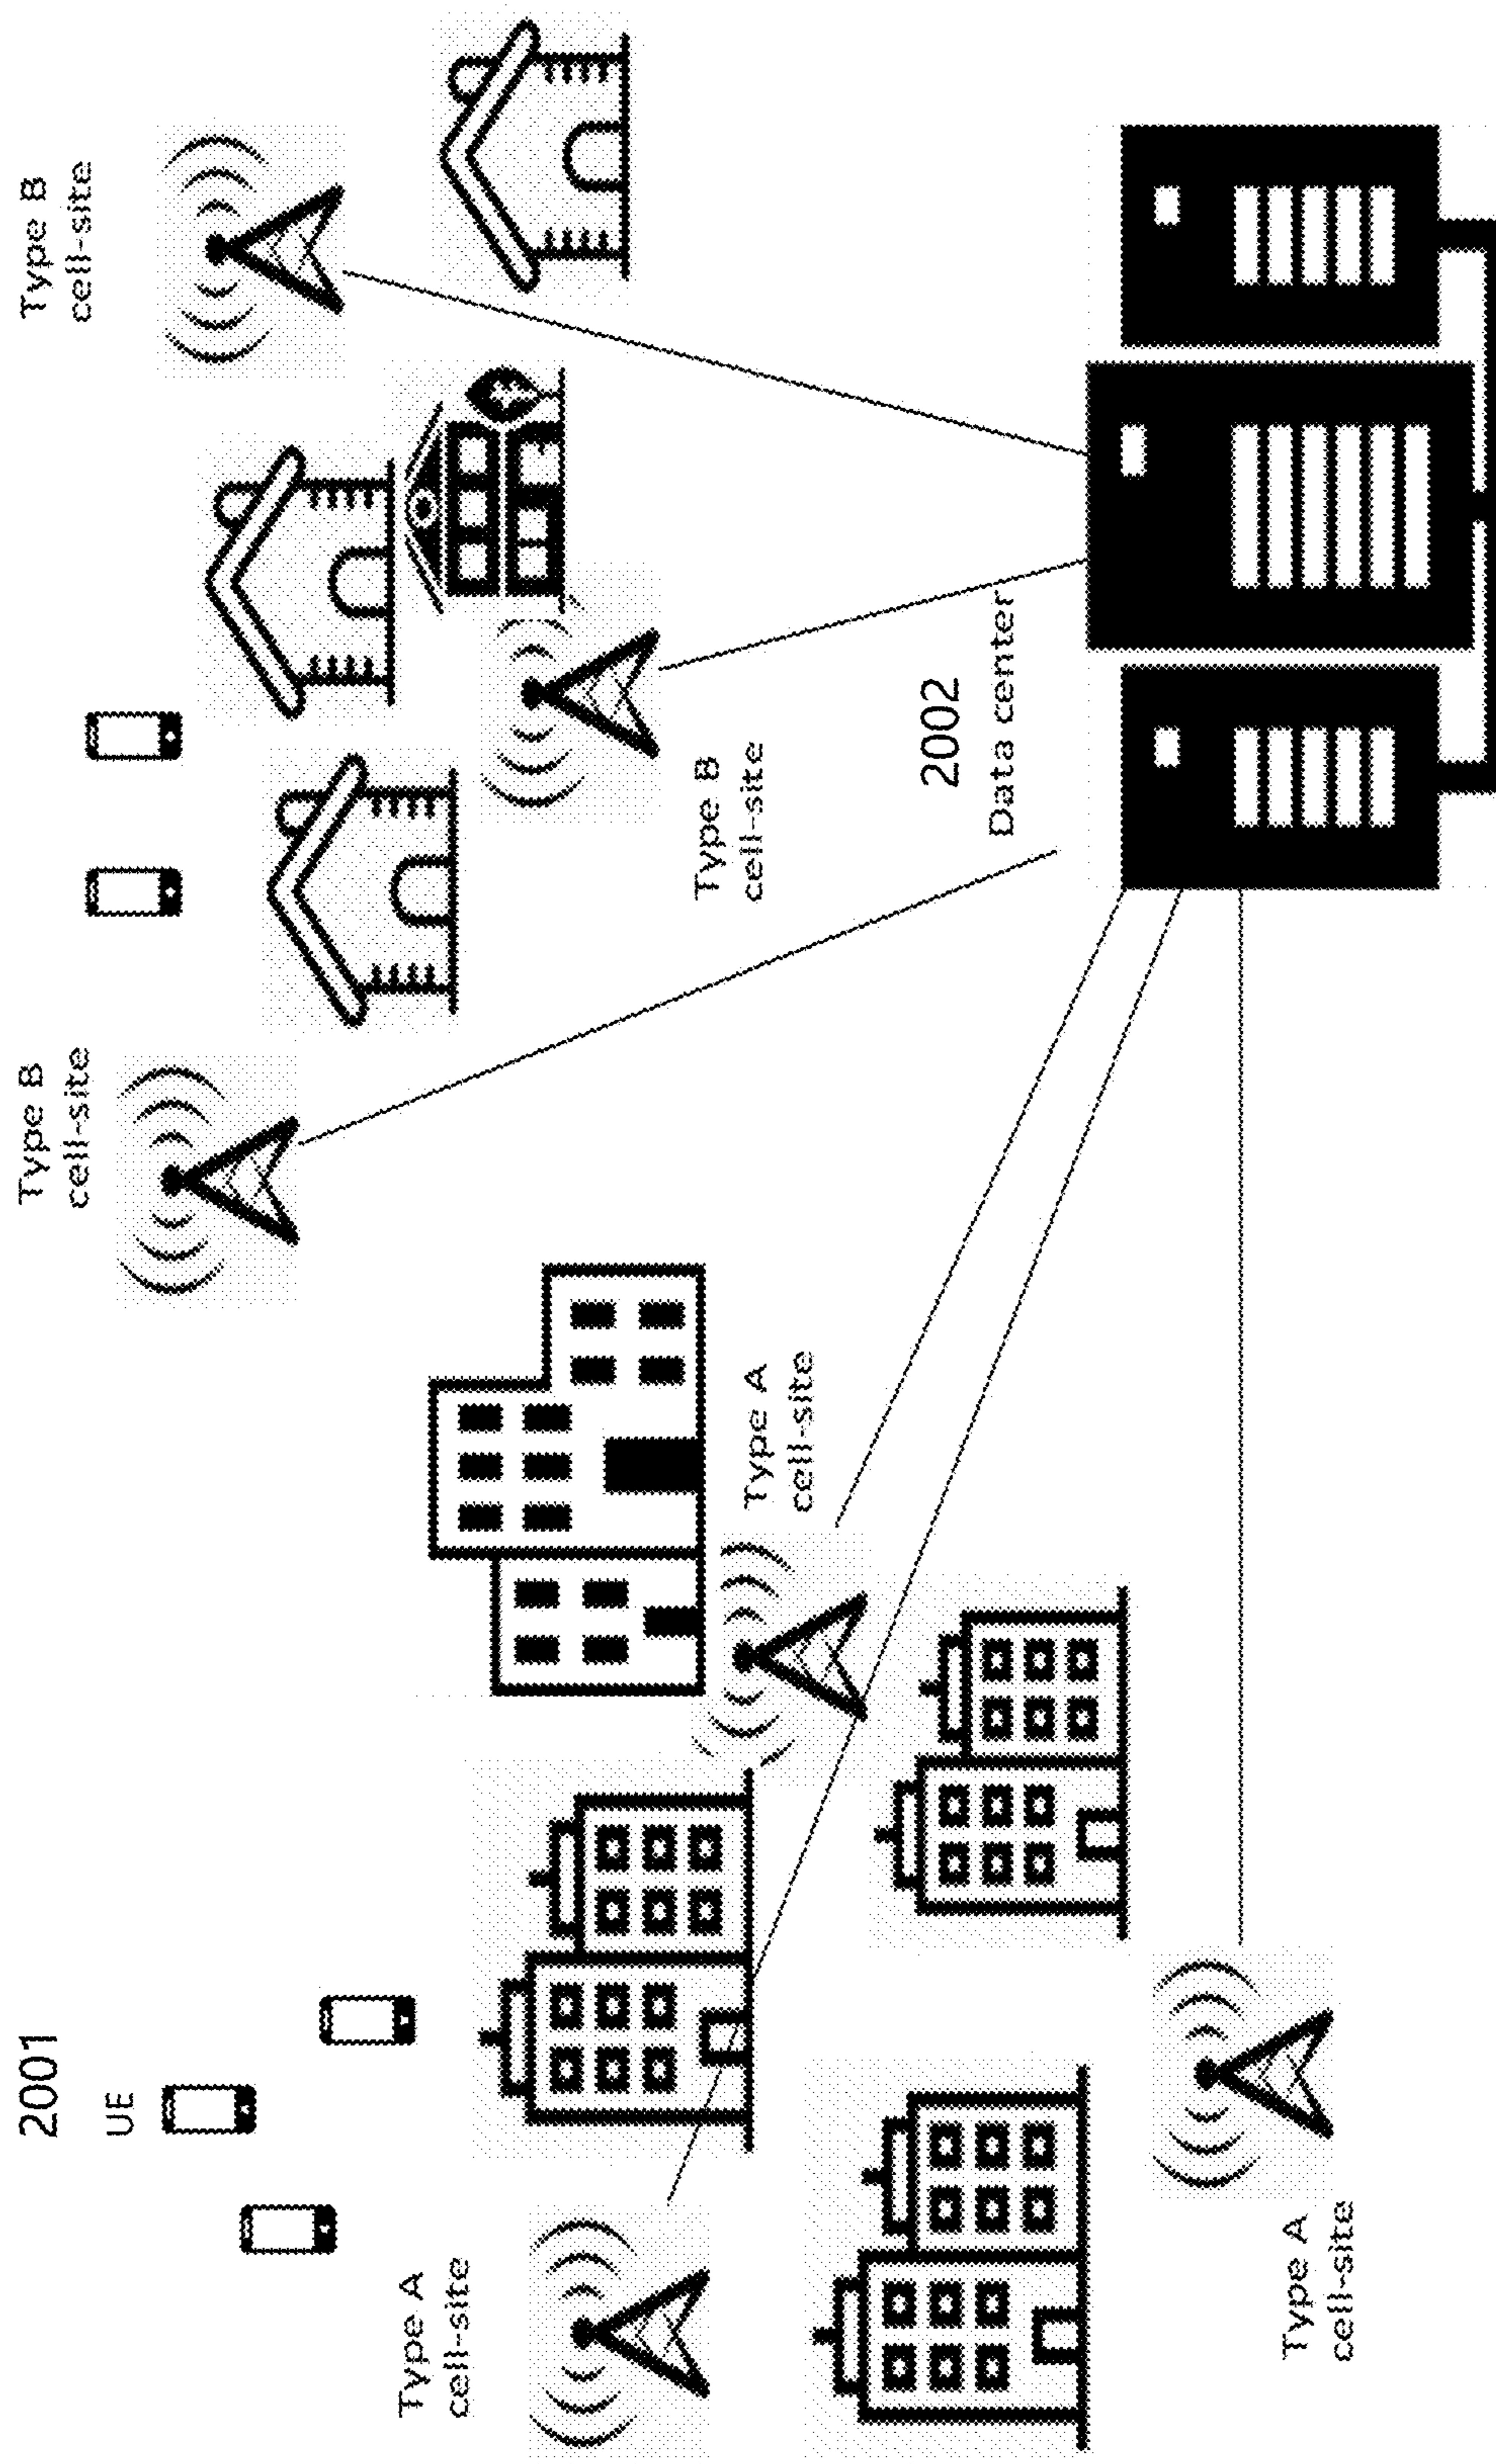 2001
UE
Type B
cell-site
Type B
cell-site
Type A
cell-site
Type A
cell-site
Type B
cell-site
2002
Data center
Type A
cell-site